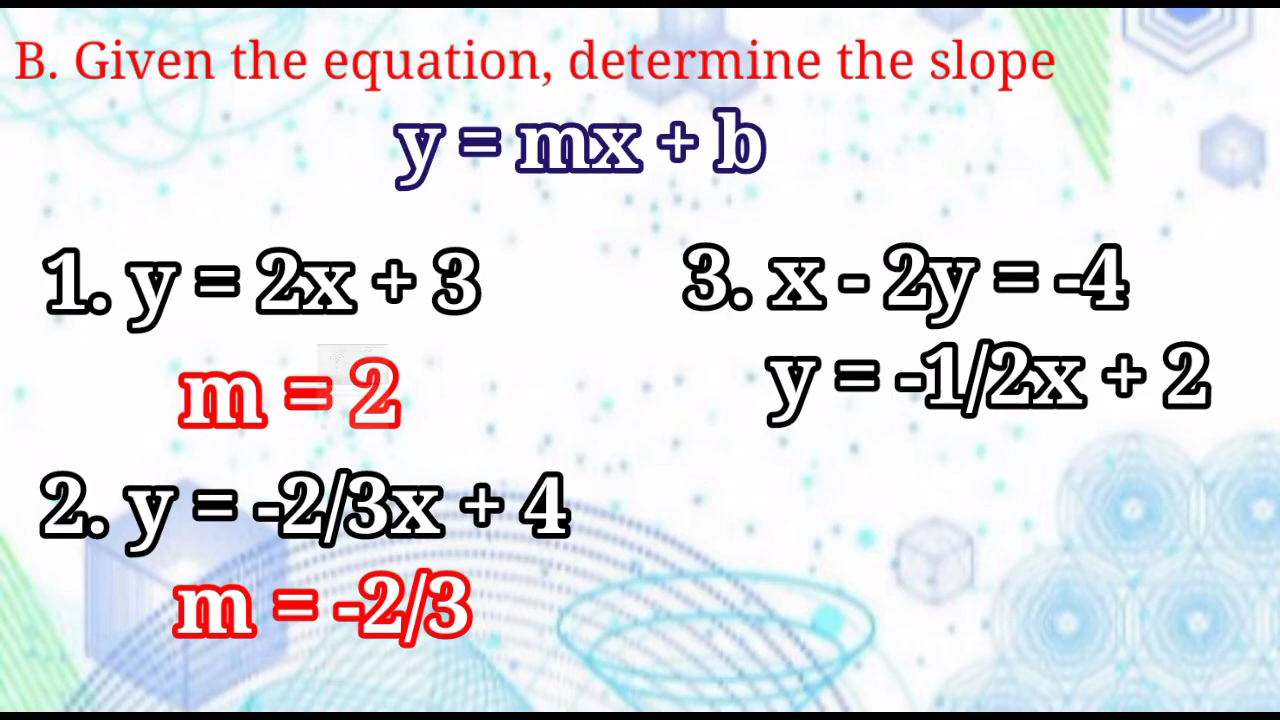 B. Given the equation, determine the slope
y = mx + b
1. y = 2x + 3
m = 2
2. y = -2/3x + 4
m = -2/3
3. x - 2y = -4
y = -1/2x + 2